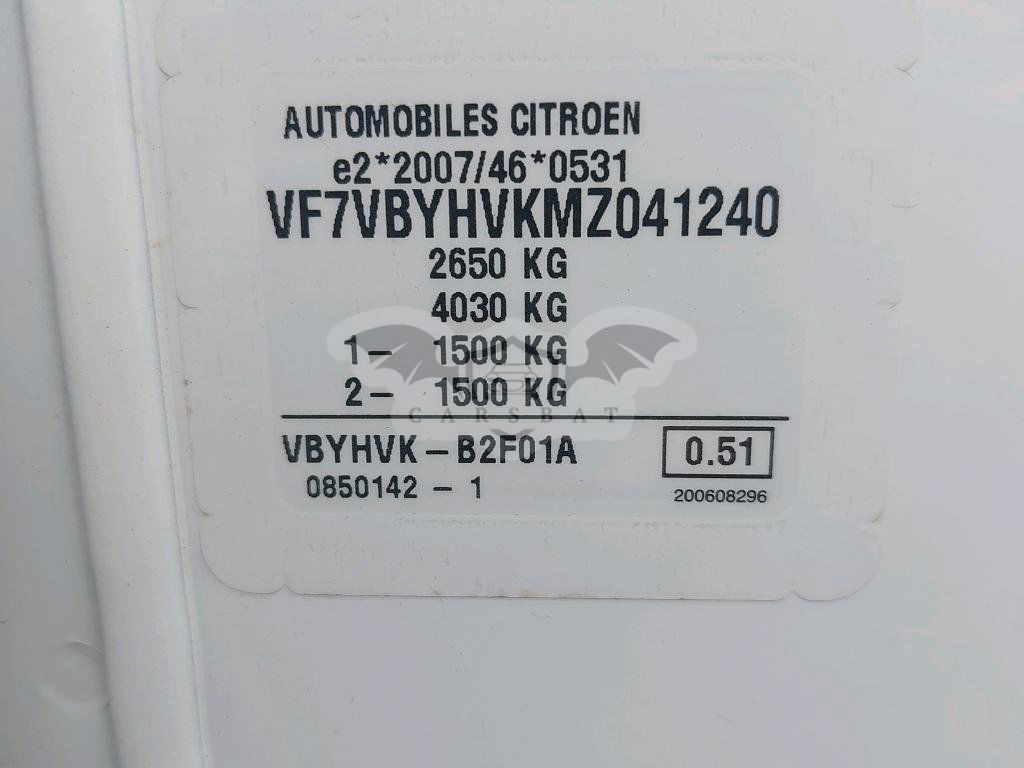 AUTOMOBILES CITROEN
e2*2007/46*0531
VF7VBYHVKMZ041240
2650 KG
4030 KG
1- 1500 KG
2- 1500 KG
CARSBAT
VBYHVK-B2F01A 0.51
0850142-1 200608296